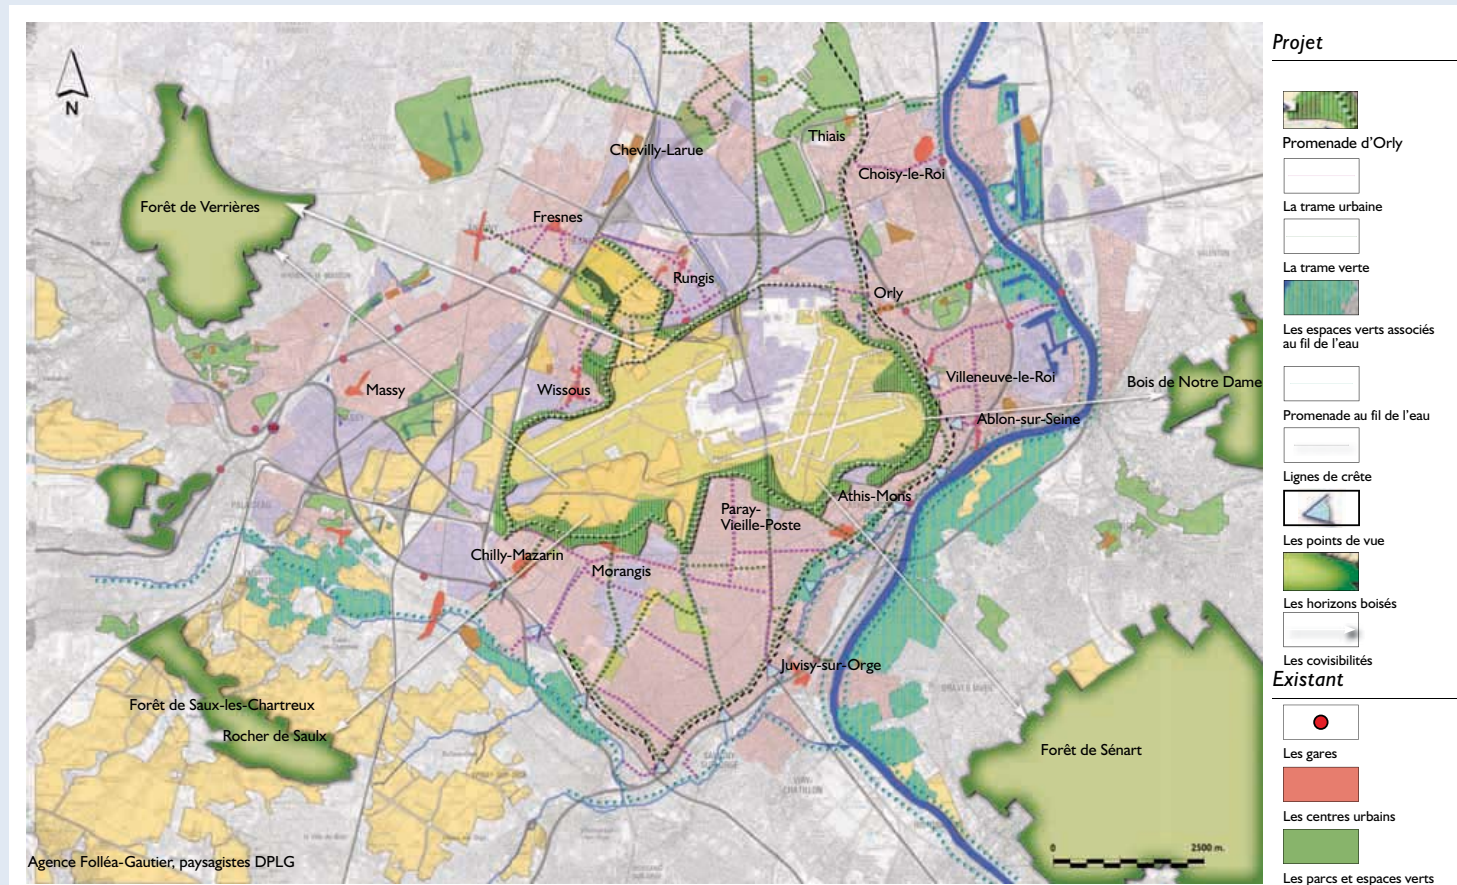 N
Forêt de Verrières
Chevilly-Larue
Thiais
Choisy-le-Roi
Fresnes
Rungis
Orly
Massy
Wissous
Villeneuve-le-Roi
Bois de Notre Dame
Ablon-sur-Seine
Athis-Mons
Paray-
Vieille-Poste
Chilly-Mazarin
Morangis
Juvisy-sur-Orge
Forêt de Saux-les-Chartreux
Rocher de Saulx
Forêt de Sénart
0
2500 m.
Agence Folléa-Gautier, paysagistes DPLG
Projet
Promenade d'Orly
La trame urbaine
La trame verte
Les espaces verts associés
au fil de l'eau
Promenade au fil de l'eau
Lignes de crête
Les points de vue
Les horizons boisés
Les covisibilités
Existant
Les gares
Les centres urbains
Les parcs et espaces verts